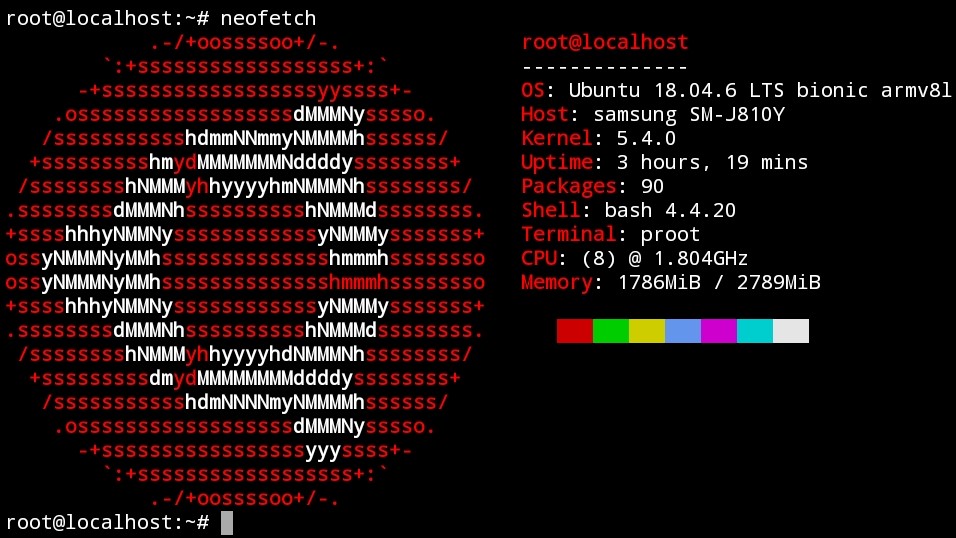 root@localhost:~# neofetch
.-/+oossssoo+/-. root@localhost
`:+ssssssssssssssssss+:` --------------
-+ssssssssssssssssssyyssss+- OS: Ubuntu 18.04.6 LTS bionic armv8l
.ossssssssssssssssssdMMMNysssso. Host: samsung SM-J810Y
/ssssssssssshdmmNNmmyNMMMMhssssss/ Kernel: 5.4.0
+sssssssssshmydMMMMMMMNddddyssssssss+ Uptime: 3 hours, 19 mins
/sssssssshNMMMyhhyyyyhmNMMMNhssssssss/ Packages: 90
.ssssssssdMMMNhsssssssssshNMMMdssssssss. Shell: bash 4.4.20
+sssshhhyNMMNyssssssssssssyNMMMysssssss+ Terminal: proot
ossyNMMMNyMMhsssssssssssssshmmmhssssssso CPU: (8) @ 1.804GHz
ossyNMMMNyMMhsssssssssssssshmmmhssssssso Memory: 1786MiB / 2789MiB
+sssshhhyNMMNyssssssssssssyNMMMysssssss+
.ssssssssdMMMNhsssssssssshNMMMdssssssss.
/sssssssshNMMMyhhyyyyhdNMMMNhssssssss/
+ssssssssssdmydMMMMMMMMddddyssssssss+
/ssssssssssshdmNNNNmyNMMMMhssssss/
.ossssssssssssssssssdMMMNysssso.
-+sssssssssssssssssyyyssss+-
`:+ssssssssssssssssss+:`
.-/+oossssoo+/-.
root@localhost:~#